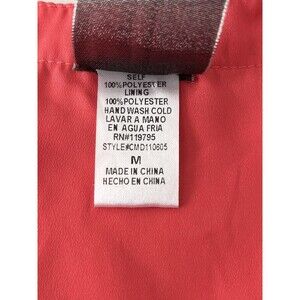 SELF
100%POLYESTER
LINING
100%POLYESTER
HAND WASH COLD
LAVAR A MANO
EN AGUA FRIA
RN#119795
STYLE#CMD110605
M
MADE IN CHINA
HECHO EN CHINA